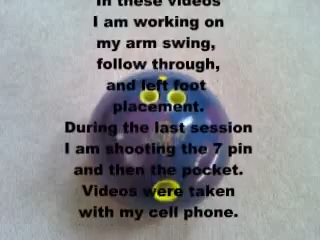 In these videos
I am working on
my arm swing,
follow through,
and left foot
placement.
During the last session
I am shooting the 7 pin
and then the pocket.
Videos were taken
with my cell phone.